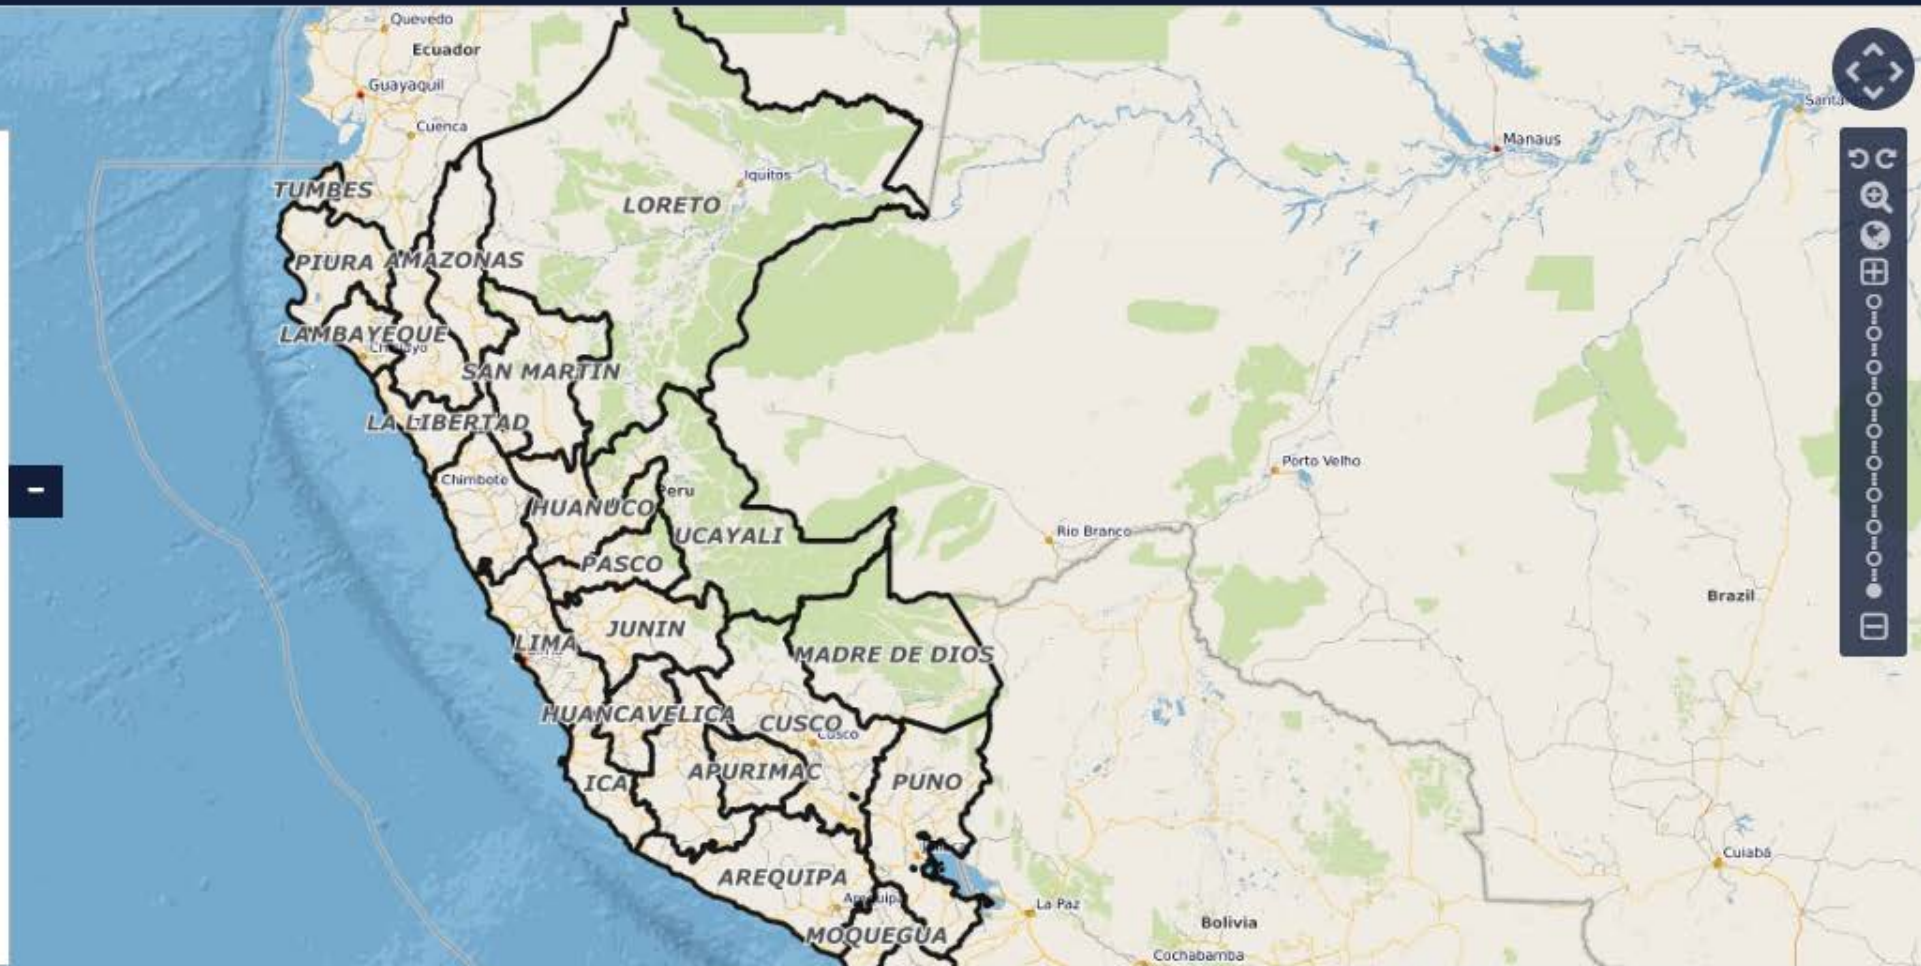 Quevedo
Ecuador
Guayaquil
Cuenca
Manaus
Iquitos
TUMBES
LORETO
PIURA
AMAZONAS
LAMBAYEQUE
SAN MARTIN
LA LIBERTAD
Chimbote
Porto Velho
Peru
HUANUCO
UCAYALI
Rio Branco
PASCO
Brazil
JUNIN
LIMA
MADRE DE DIOS
HUANCAVELICA
CUSCO
Cusco
APURIMAC
ICA
PUNO
Cuiabá
AREQUIPA
La Paz
Bolivia
MOQUEGUA
Cochabamba